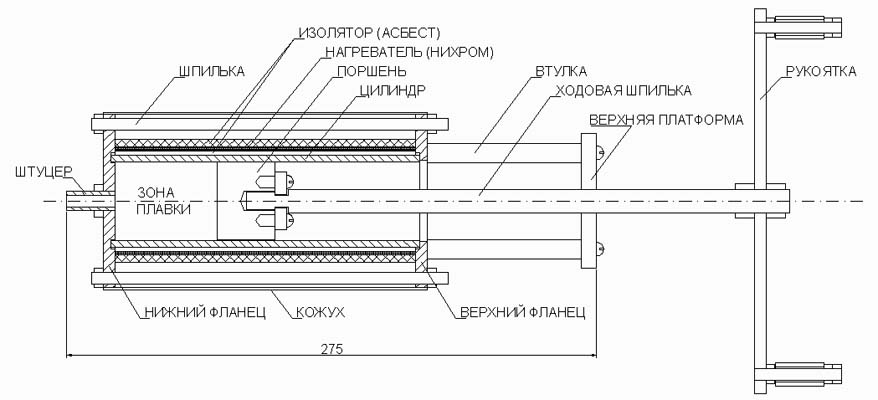 ИЗОЛЯТОР (АСБЕСТ)
НАГРЕВАТЕЛЬ (НИХРОМ)
ШПИЛЬКА
ПОРШЕНЬ
ВТУЛКА
РУКОЯТКА
ЦИЛИНДР
ХОДОВАЯ ШПИЛЬКА
ВЕРХНЯЯ ПЛАТФОРМА
ШТУЦЕР
ЗОНА
ПЛАВКИ
НИЖНИЙ ФЛАНЕЦ
КОЖУХ
ВЕРХНИЙ ФЛАНЕЦ
275